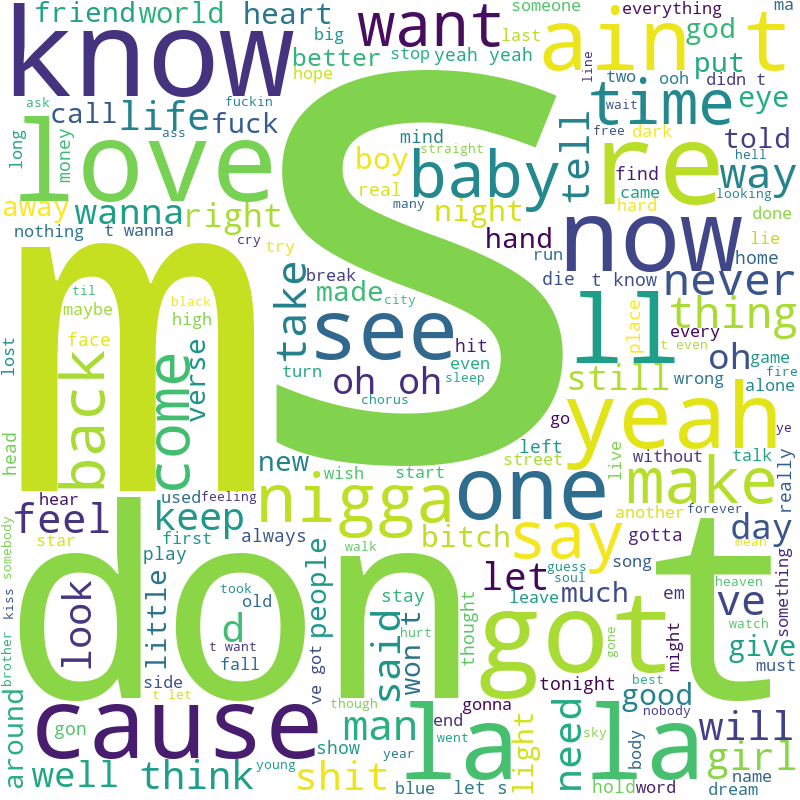 friend world heart
know
want
ain t
someone
everything
ma
god
put
big
better stop yeah yeah
last
hope
line
two ooh didn t
eye
ask
fuckin
call life fuck
ass
time
wait
free dark
told
hell
long
love
money
S
mind
straight
boy
real
many
baby
tell
re
find
came
hard
way
looking
done
away wanna right
night
hand
now
lie
home
nothing t wanna
cry try
run
die t know never
m
til
maybe
black
high
break
made
city
take
see
ll
place
thing
every
t even
lost
face
back
come
verse
turn
oh oh
hit
even
sleep
chorus
still
wrong
oh game
fire
alone
head
new
wish start
go
left
street
yeah
live
without talk
ye
really
hear
used feeling
feel
star
keep
nigga
one
make
another
forever
first always
bitch
say
gotta
day
mean
somebody
kiss
look
little
play
walk
people
let
guess
soul
song
something
don
took
old
d
stay
hurt
said
won t
thought
leave much em
ve
heaven
watch
t want
fall
got
gone
t
might
give
must
brother
side
t let
ve got
gonna
tonight
best
nobody
good
around
cause
gon
though
man
end
went
la la
light
sky
body
will
girl
show
year
need
well think
young
shit
blue let s
hold word
name
dream